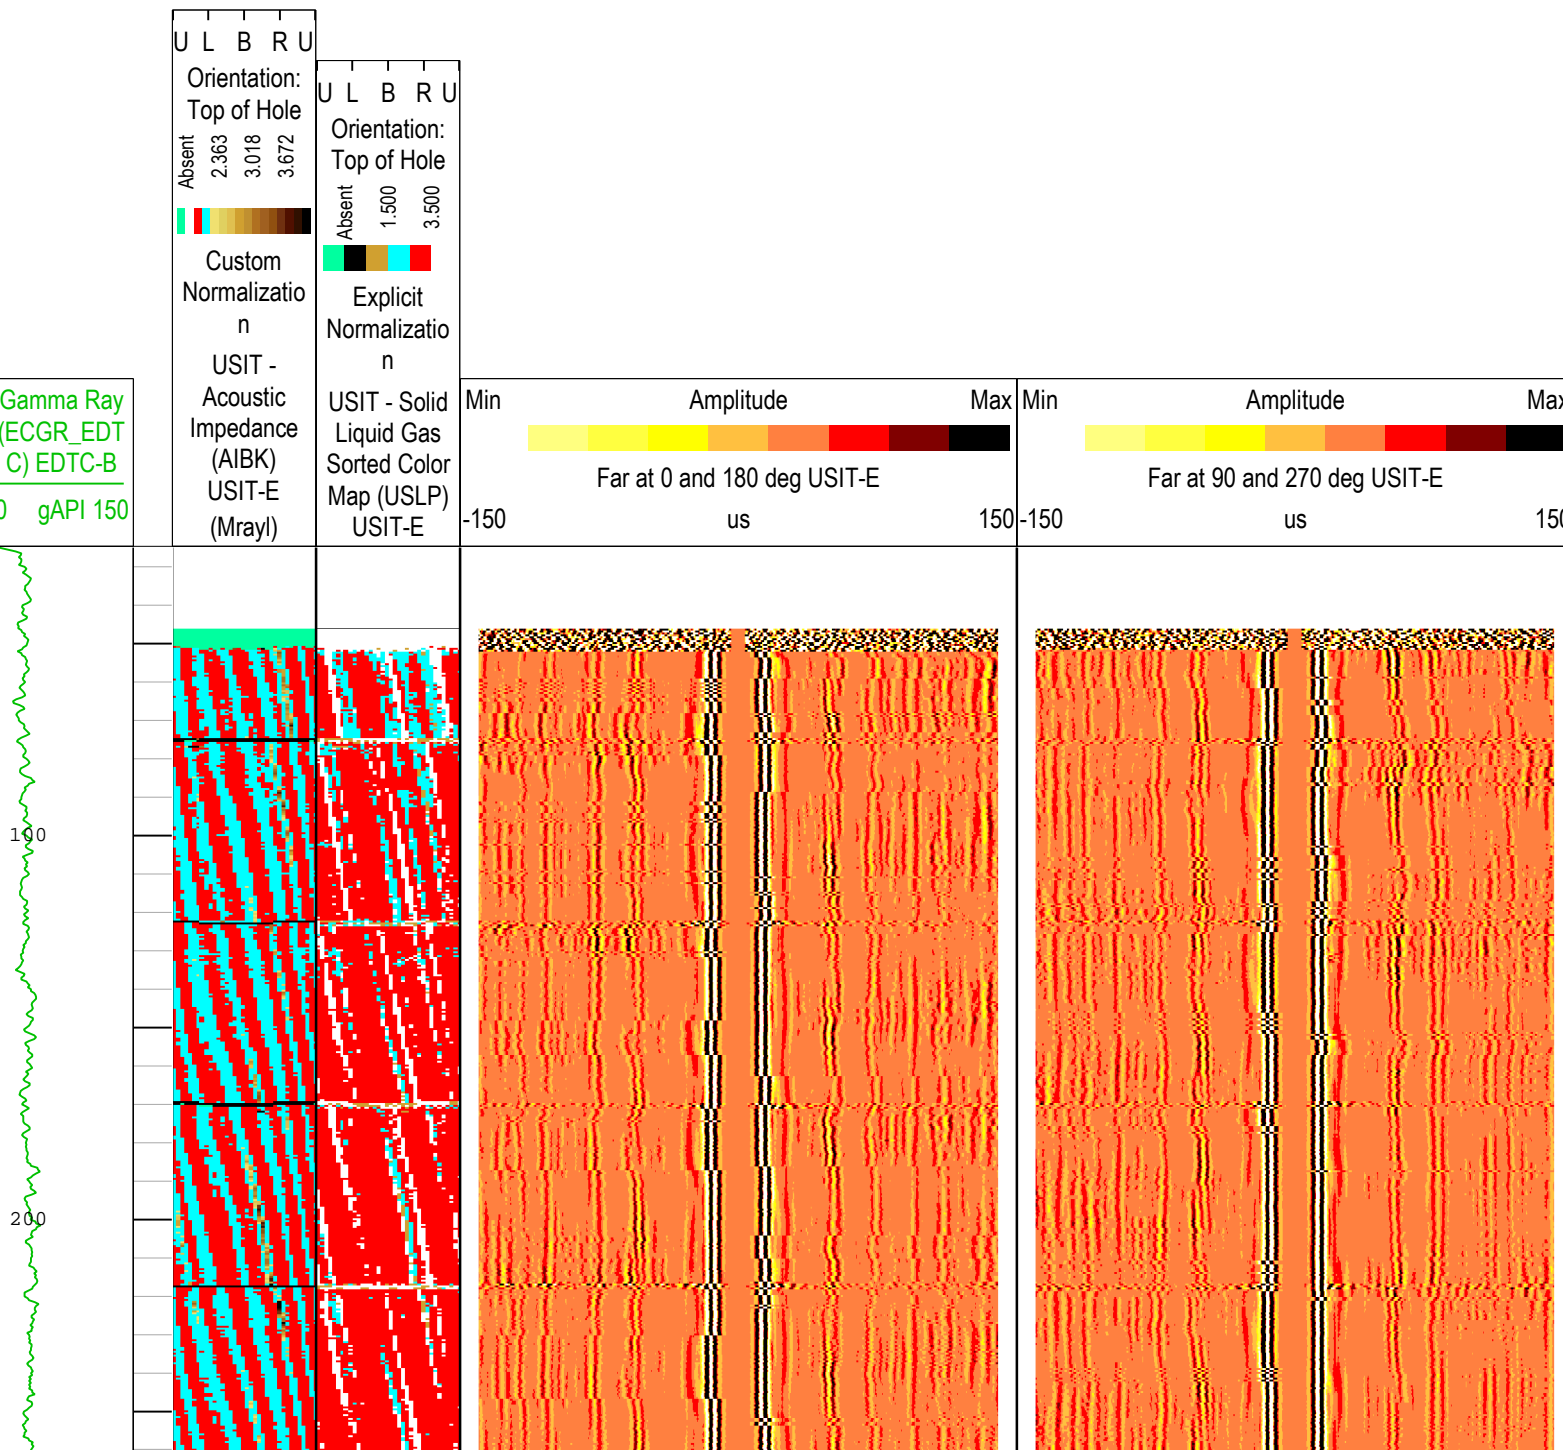 U L B R U
Orientation:
Top of Hole
Absent 2.363 3.018 3.672
Custom
Normalizatio
n
USIT -
Acoustic
Impedance
(AIBK)
USIT-E
(Mrayl)
U L B R U
Orientation:
Top of Hole
Absent 1.500 3.500
Explicit
Normalizatio
n
USIT - Solid
Liquid Gas
Sorted Color
Map (USLP)
USIT-E
Gamma Ray
(ECGR_EDT
C) EDTC-B
0 gAPI 150
Min Amplitude Max
Far at 0 and 180 deg USIT-E
-150 us 150
Min Amplitude Max
Far at 90 and 270 deg USIT-E
-150 us 150
100
200